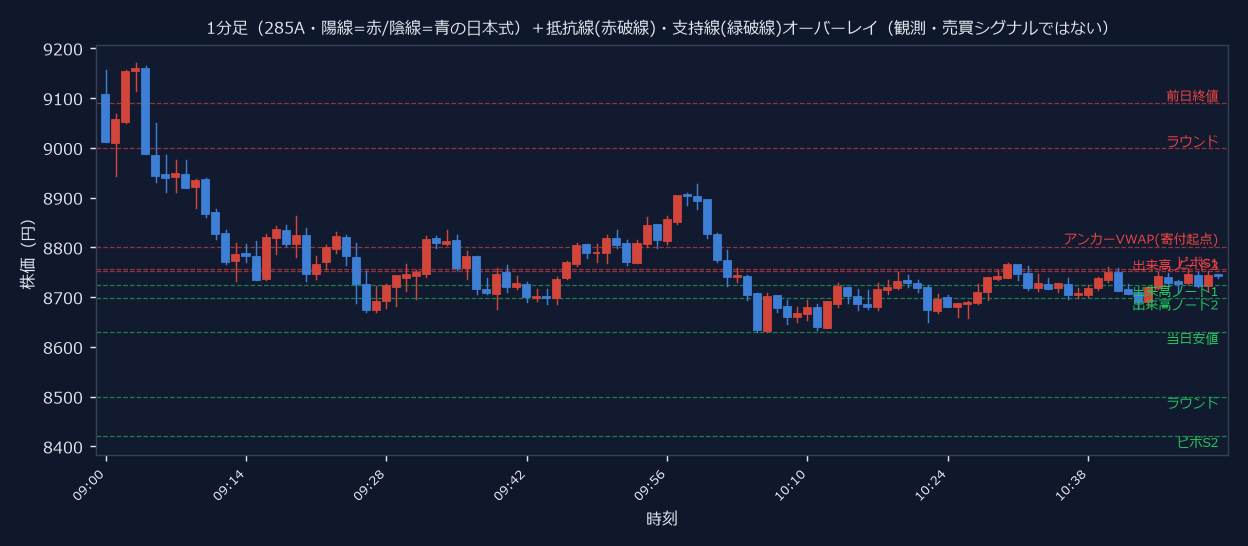 1分足（285A・陽線=赤/陰線=青の日本式）＋抵抗線(赤破線)・支持線(緑破線)オーバーレイ（観測・売買シグナルではない）
株価（円）
9200
9100
9000
8900
8800
8700
8600
8500
8400
前日終値
ラウンド
アンカーVWAP(寄付起点)
ピボS1
出来高ノード1
出来高ノード2
当日安値
ラウンド
ピボS2
09:00
09:14
09:28
09:42
09:56
10:10
10:24
10:38
時刻